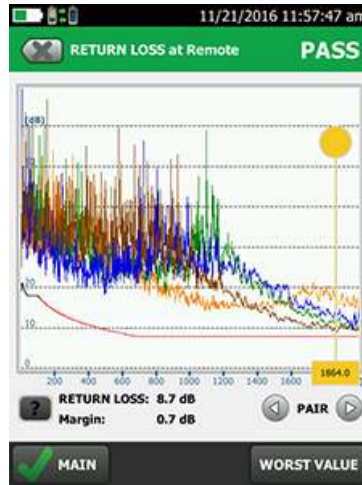 11/21/2016 11:57:47 am
RETURN LOSS at Remote PASS
(dB)
20
10
0
200 400 600 800 1000 1200 1400 1600 1864.0
? RETURN LOSS: 8.7 dB
Margin: 0.7 dB
PAIR
MAIN WORST VALUE